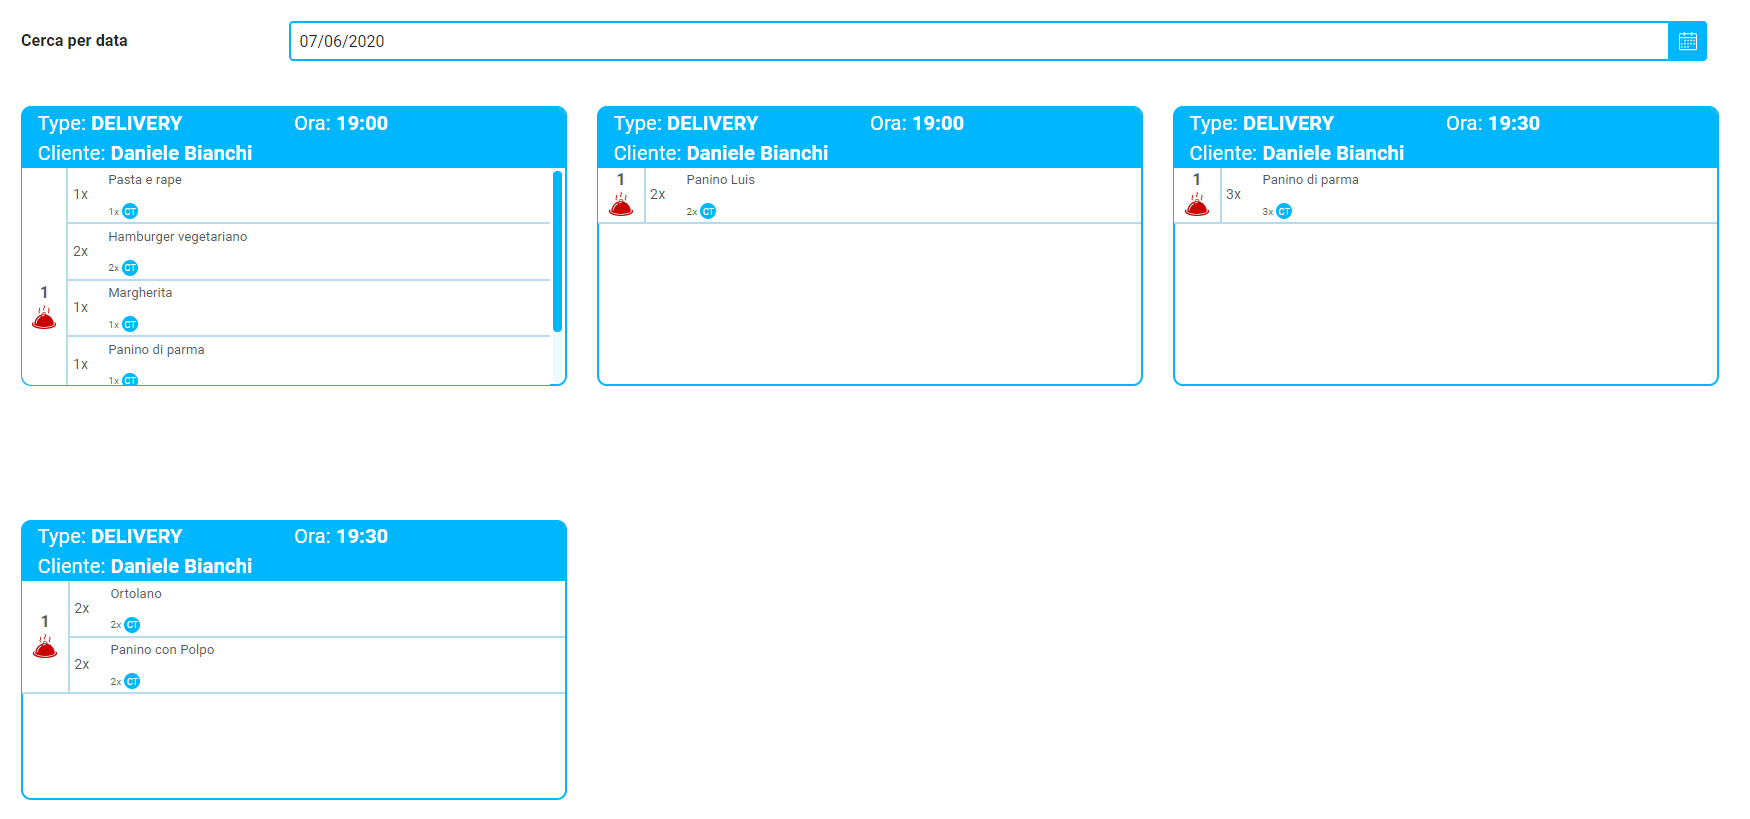 Cerca per data
07/06/2020
Type: DELIVERY Ora: 19:00
Cliente: Daniele Bianchi
1
1x Pasta e rape
1x CT
2x Hamburger vegetariano
2x CT
1x Margherita
1x CT
1x Panino di parma
1x CT
Type: DELIVERY Ora: 19:00
Cliente: Daniele Bianchi
1
2x Panino Luis
2x CT
Type: DELIVERY Ora: 19:30
Cliente: Daniele Bianchi
1
3x Panino di parma
3x CT
Type: DELIVERY Ora: 19:30
Cliente: Daniele Bianchi
1
2x Ortolano
2x CT
2x Panino con Polpo
2x CT